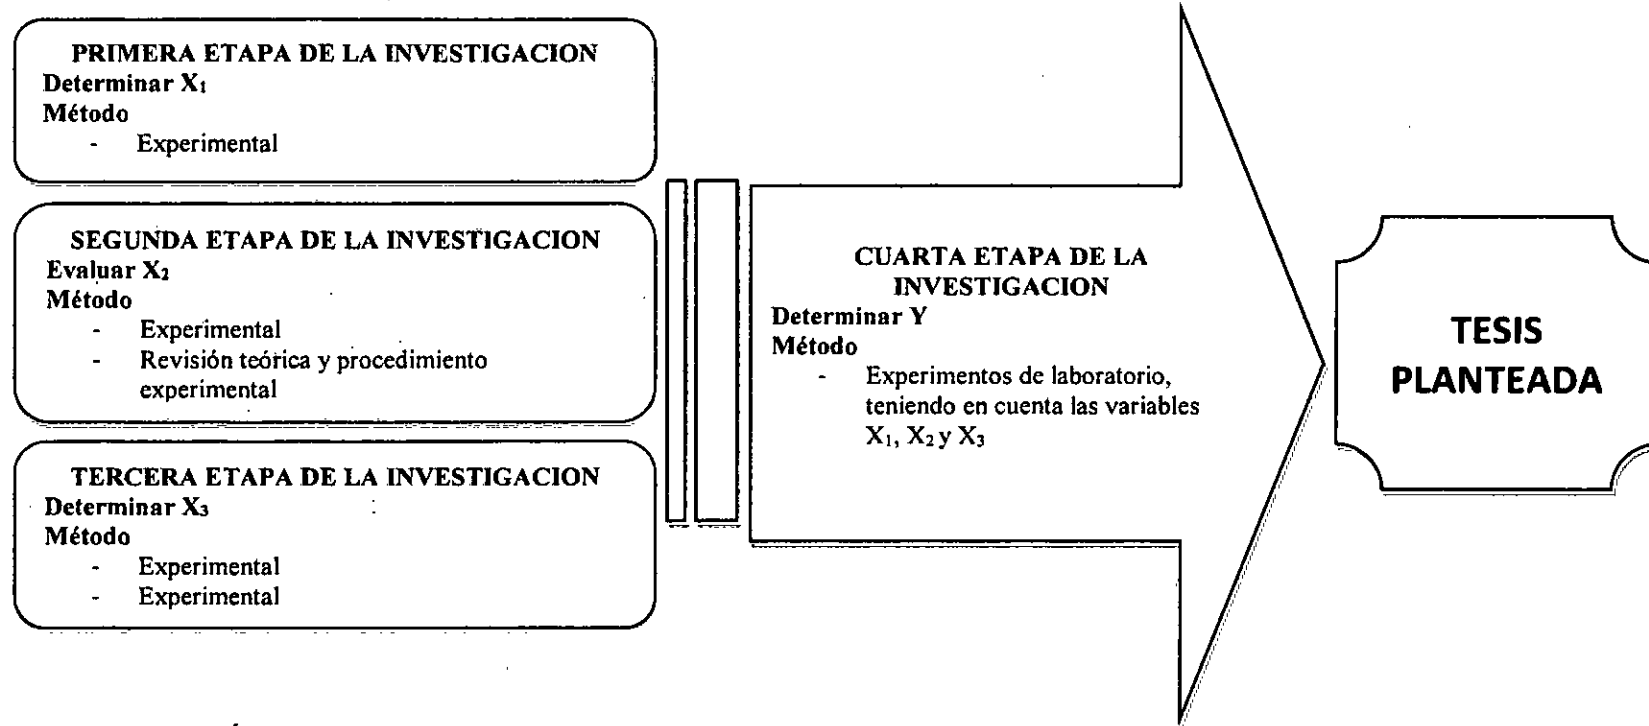 PRIMERA ETAPA DE LA INVESTIGACION
Determinar X₁
Método
- Experimental
SEGUNDA ETAPA DE LA INVESTIGACION
Evaluar X₂
Método
- Experimental
- Revisión teórica y procedimiento
experimental
TERCERA ETAPA DE LA INVESTIGACION
Determinar X₃
Método
- Experimental
- Experimental
CUARTA ETAPA DE LA
INVESTIGACION
Determinar Y
Método
- Experimentos de laboratorio,
teniendo en cuenta las variables
X₁, X₂ y X₃
TESIS
PLANTEADA